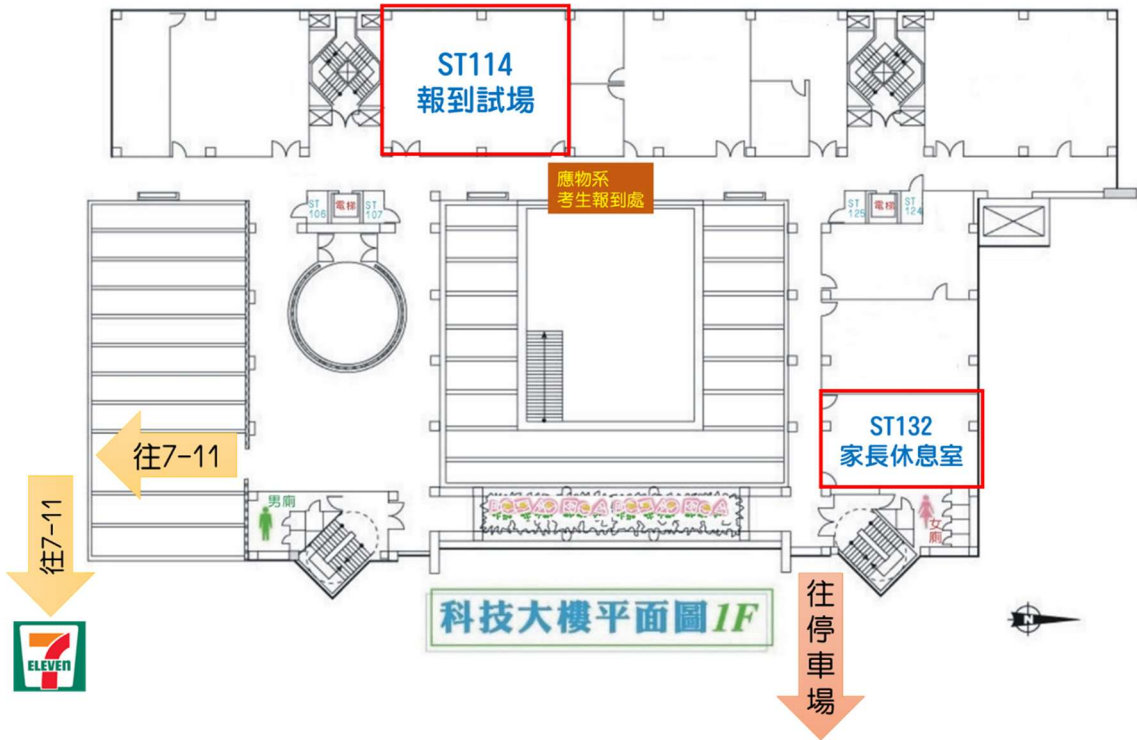 ST114
報到試場
應物系
考生報到處
ST
106
電梯
ST
107
ST
125
電梯
ST
124
ST132
家長休息室
往7-11
男廁
女廁
往7-11
科技大樓平面圖1F
往停車場
7
ELEVEN
N